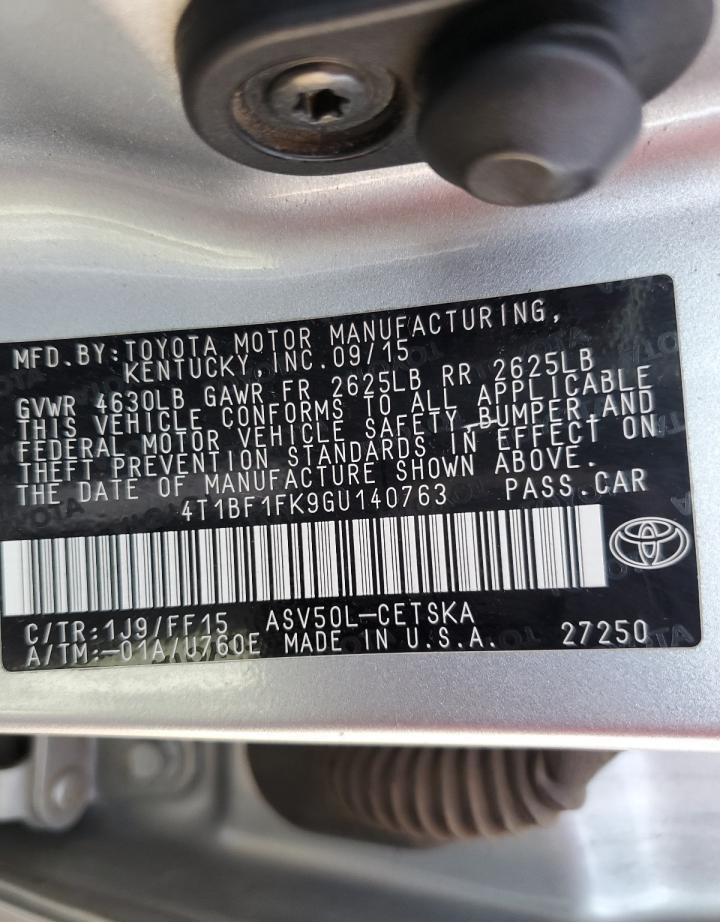 MFD.BY:TOYOTA MOTOR MANUFACTURING,
KENTUCKY,INC.09/15
GVWR 4630LB GAWR FR 2625LB RR 2625LB
THIS VEHICLE CONFORMS TO ALL APPLICABLE
FEDERAL MOTOR VEHICLE SAFETY,BUMPER,AND
THEFT PREVENTION STANDARDS IN EFFECT ON
THE DATE OF MANUFACTURE SHOWN ABOVE.
4T1BF1FK9GU140763 PASS.CAR
C/TR:1J9/FF15 ASV50L-CETSKA
A/TM:-01A/U760E MADE IN U.S.A. 27250